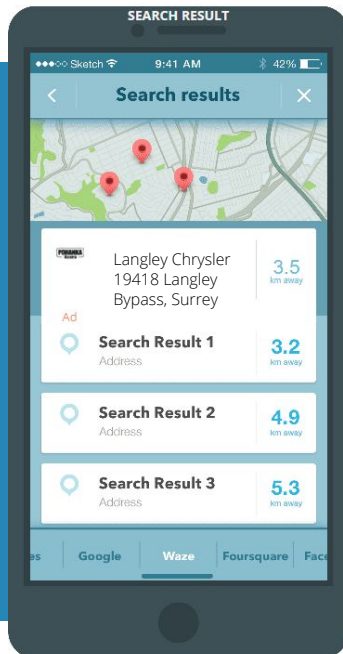 SEARCH RESULT
Sketch 9:41 AM 42%
Search results
Langley Chrysler
19418 Langley
Bypass, Surrey
3.5
km away
Ad
Search Result 1
Address
3.2
km away
Search Result 2
Address
4.9
km away
Search Result 3
Address
5.3
km away
es Google Waze Foursquare Face